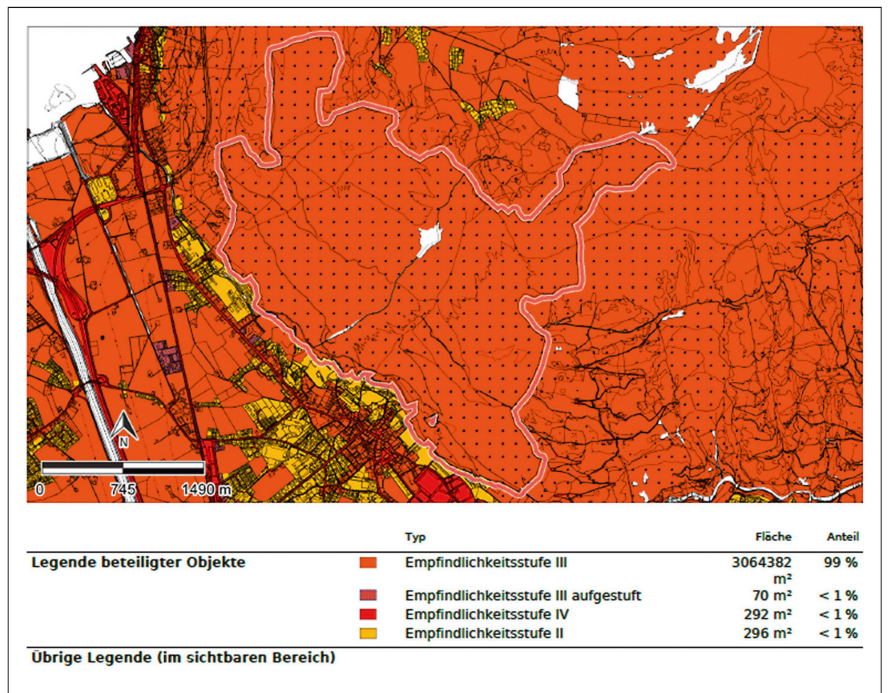 N
0 745 1490 m
Typ Fläche Anteil
Legende beteiligter Objekte Empfindlichkeitsstufe III 3064382 99 %
m²
Empfindlichkeitsstufe III aufgestuft 70 m² < 1 %
Empfindlichkeitsstufe IV 292 m² < 1 %
Empfindlichkeitsstufe II 296 m² < 1 %
Übrige Legende (im sichtbaren Bereich)